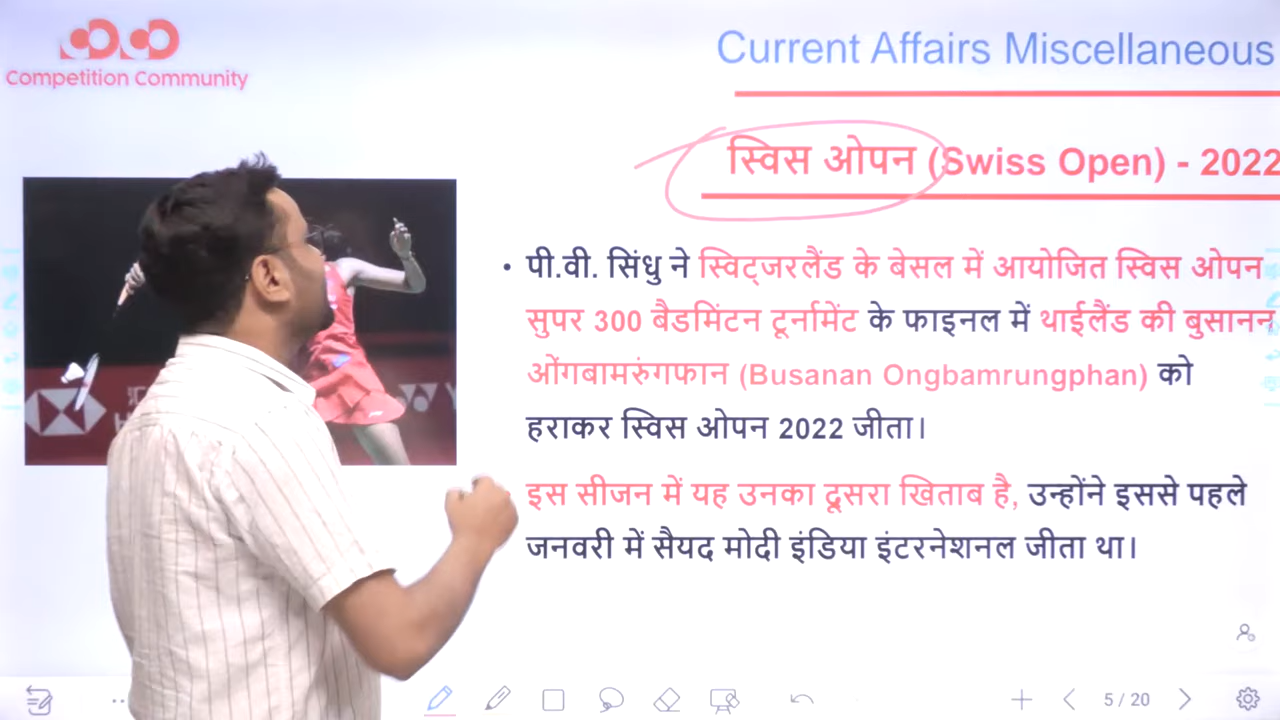 Competition Community
Current Affairs Miscellaneous
स्विस ओपन (Swiss Open) - 2022
• पी.वी. सिंधु ने स्विट्जरलैंड के बेसल में आयोजित स्विस ओपन
सुपर 300 बैडमिंटन टूर्नामेंट के फाइनल में थाईलैंड की बुसानन
ओंगबामरुंगफान (Busanan Ongbamrungphan) को
हराकर स्विस ओपन 2022 जीता।
इस सीजन में यह उनका दूसरा खिताब है, उन्होंने इससे पहले
जनवरी में सैयद मोदी इंडिया इंटरनेशनल जीता था।
5 / 20